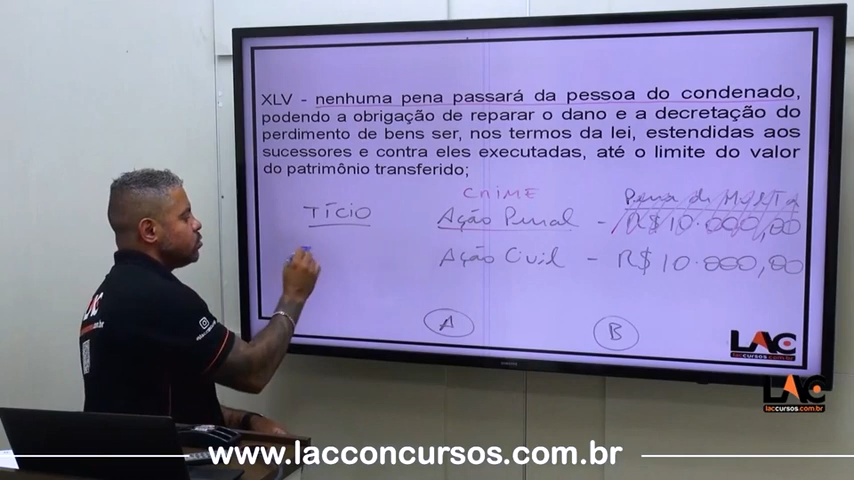 XLV - nenhuma pena passará da pessoa do condenado,
podendo a obrigação de reparar o dano e a decretação do
perdimento de bens ser, nos termos da lei, estendidas aos
sucessores e contra eles executadas, até o limite do valor
do patrimônio transferido;
CRIME
Pena de Multa
TÍCIO
Ação Penal - R$10.000,00
Ação Civil - R$10.000,00
A
B
LAC
laccursos.com.br
LAC
laccursos.com.br
LAC
www.lacconcursos.com.br